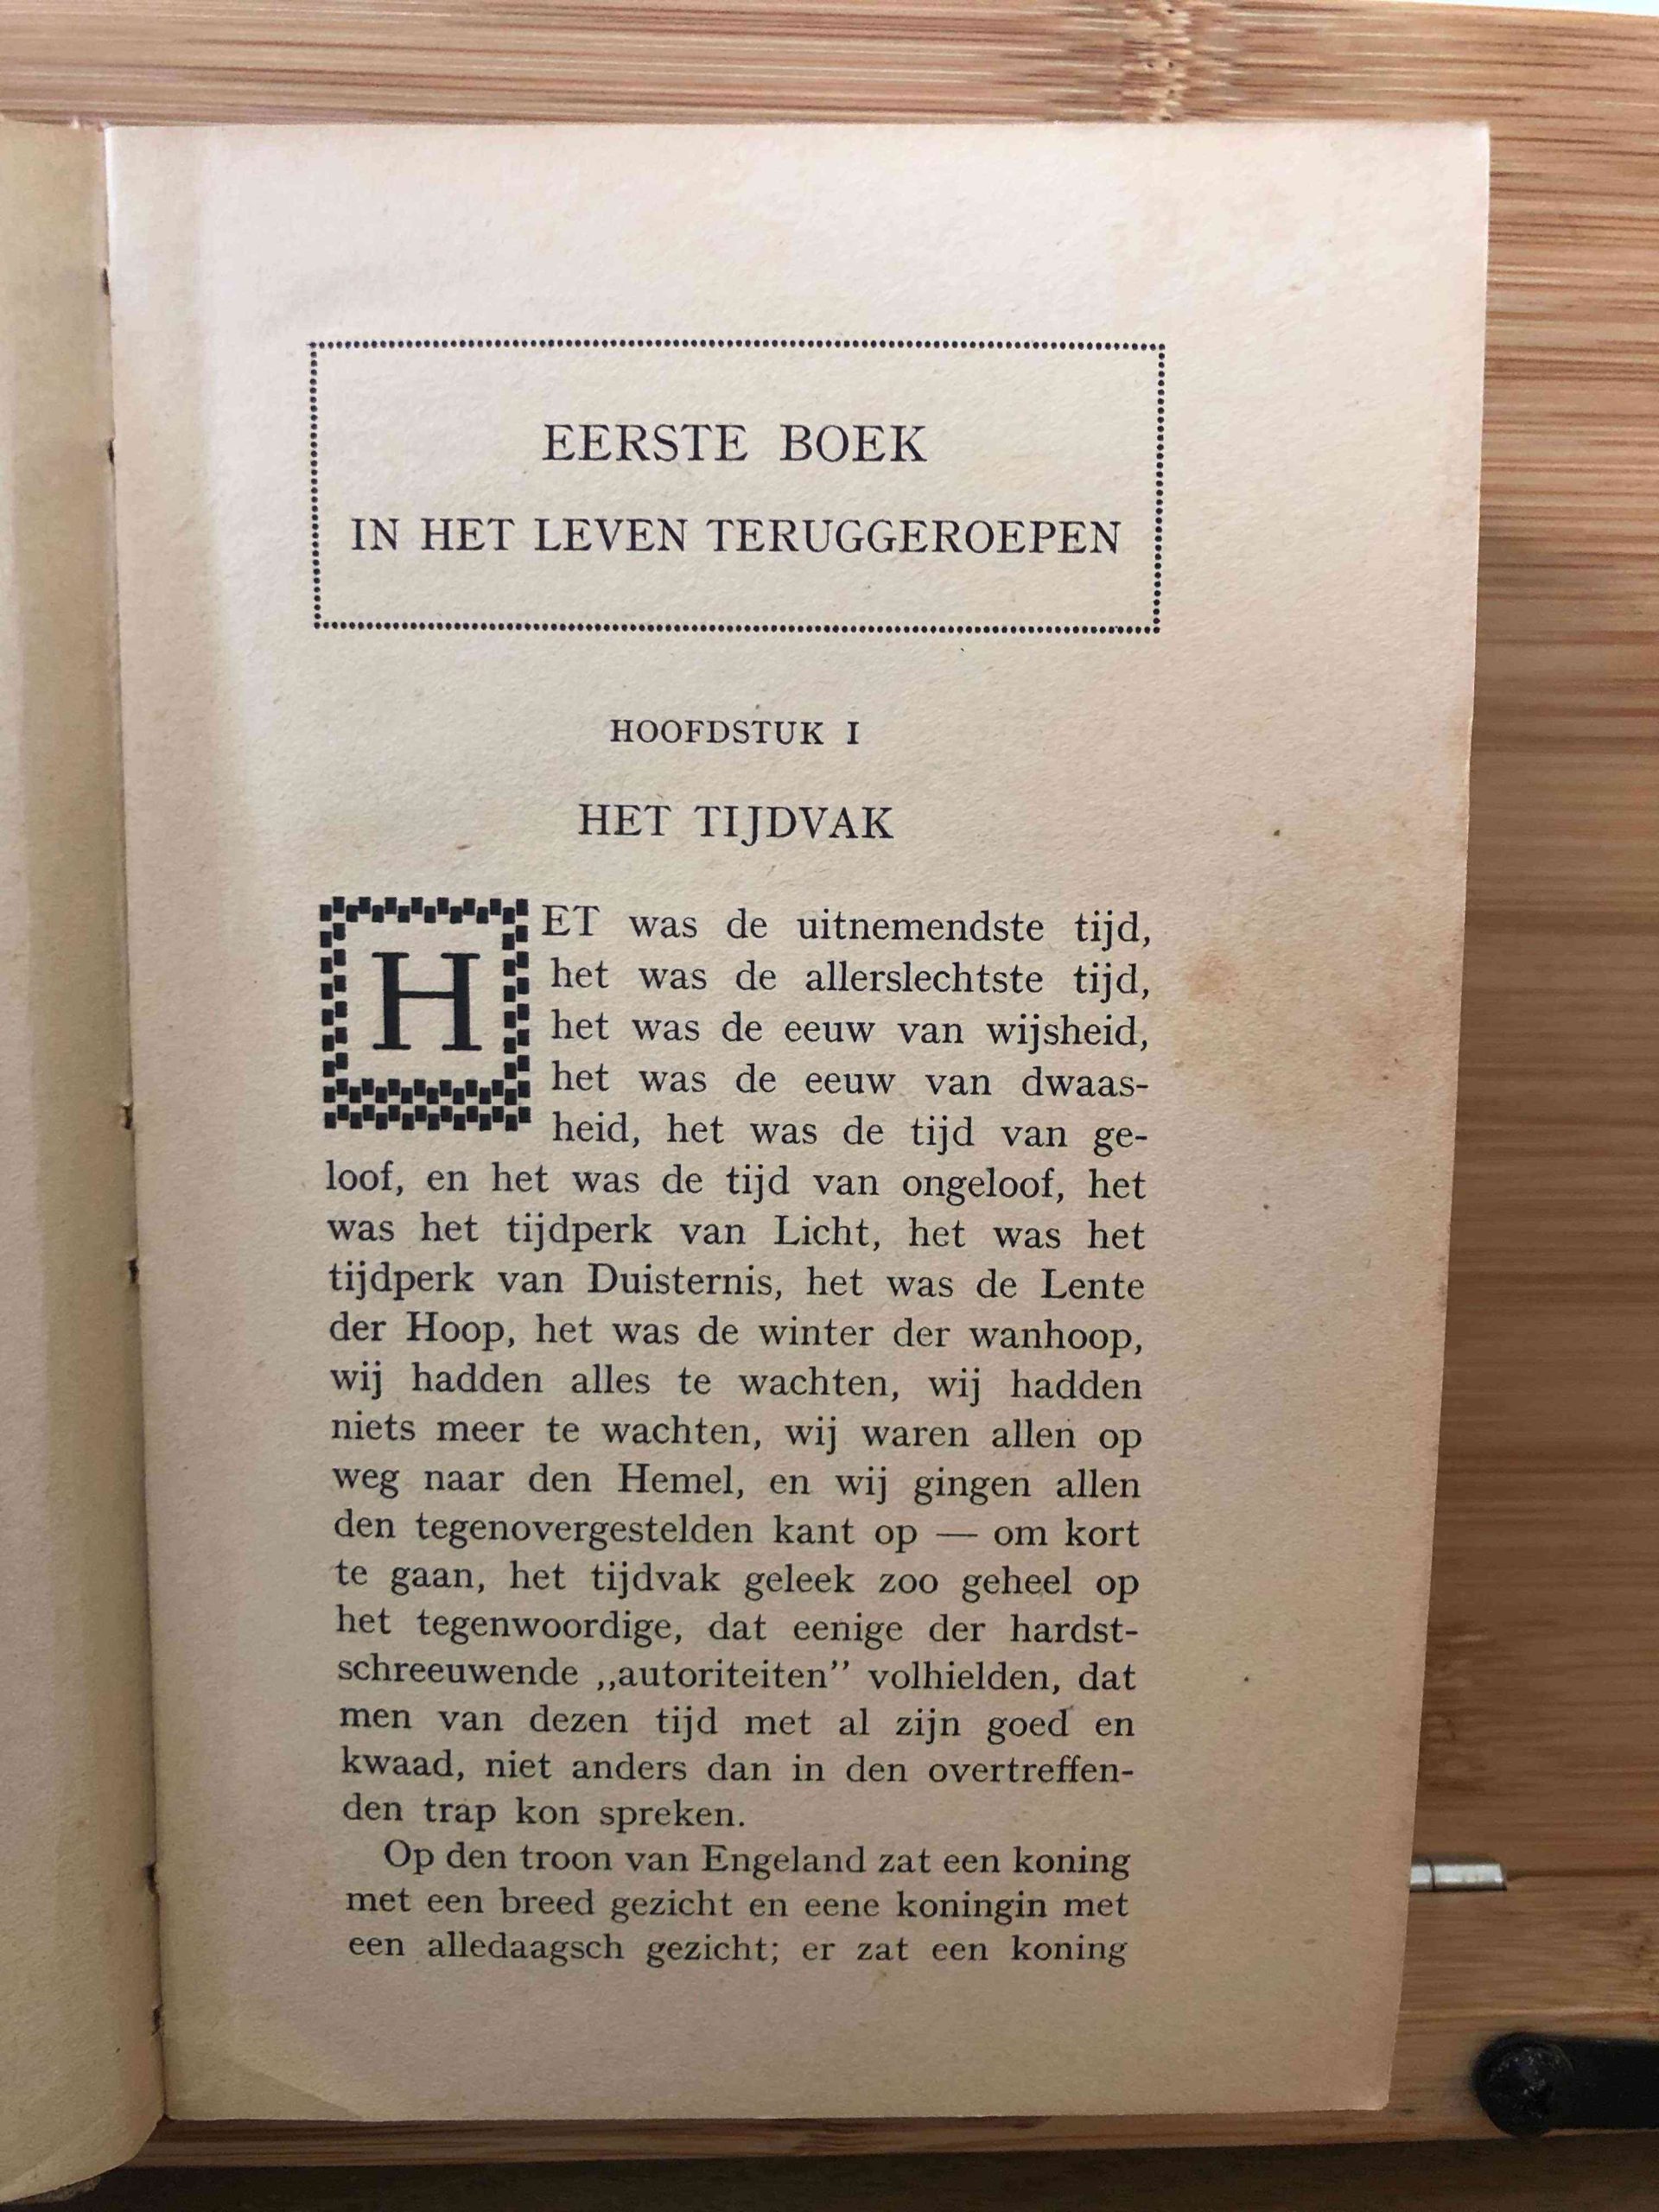 EERSTE BOEK
IN HET LEVEN TERUGGEROEPEN
HOOFDSTUK I
HET TIJDVAK
HET was de uitnemendste tijd,
het was de allerslechtste tijd,
het was de eeuw van wijsheid,
het was de eeuw van dwaas-
heid, het was de tijd van ge-
loof, en het was de tijd van ongeloof, het
was het tijdperk van Licht, het was het
tijdperk van Duisternis, het was de Lente
der Hoop, het was de winter der wanhoop,
wij hadden alles te wachten, wij hadden
niets meer te wachten, wij waren allen op
weg naar den Hemel, en wij gingen allen
den tegenovergestelden kant op — om kort
te gaan, het tijdvak geleek zoo geheel op
het tegenwoordige, dat eenige der hardst-
schreeuwende ,,autoriteiten’’ volhielden, dat
men van dezen tijd met al zijn goed en
kwaad, niet anders dan in den overtreffen-
den trap kon spreken.
Op den troon van Engeland zat een koning
met een breed gezicht en eene koningin met
een alledaagsch gezicht; er zat een koning